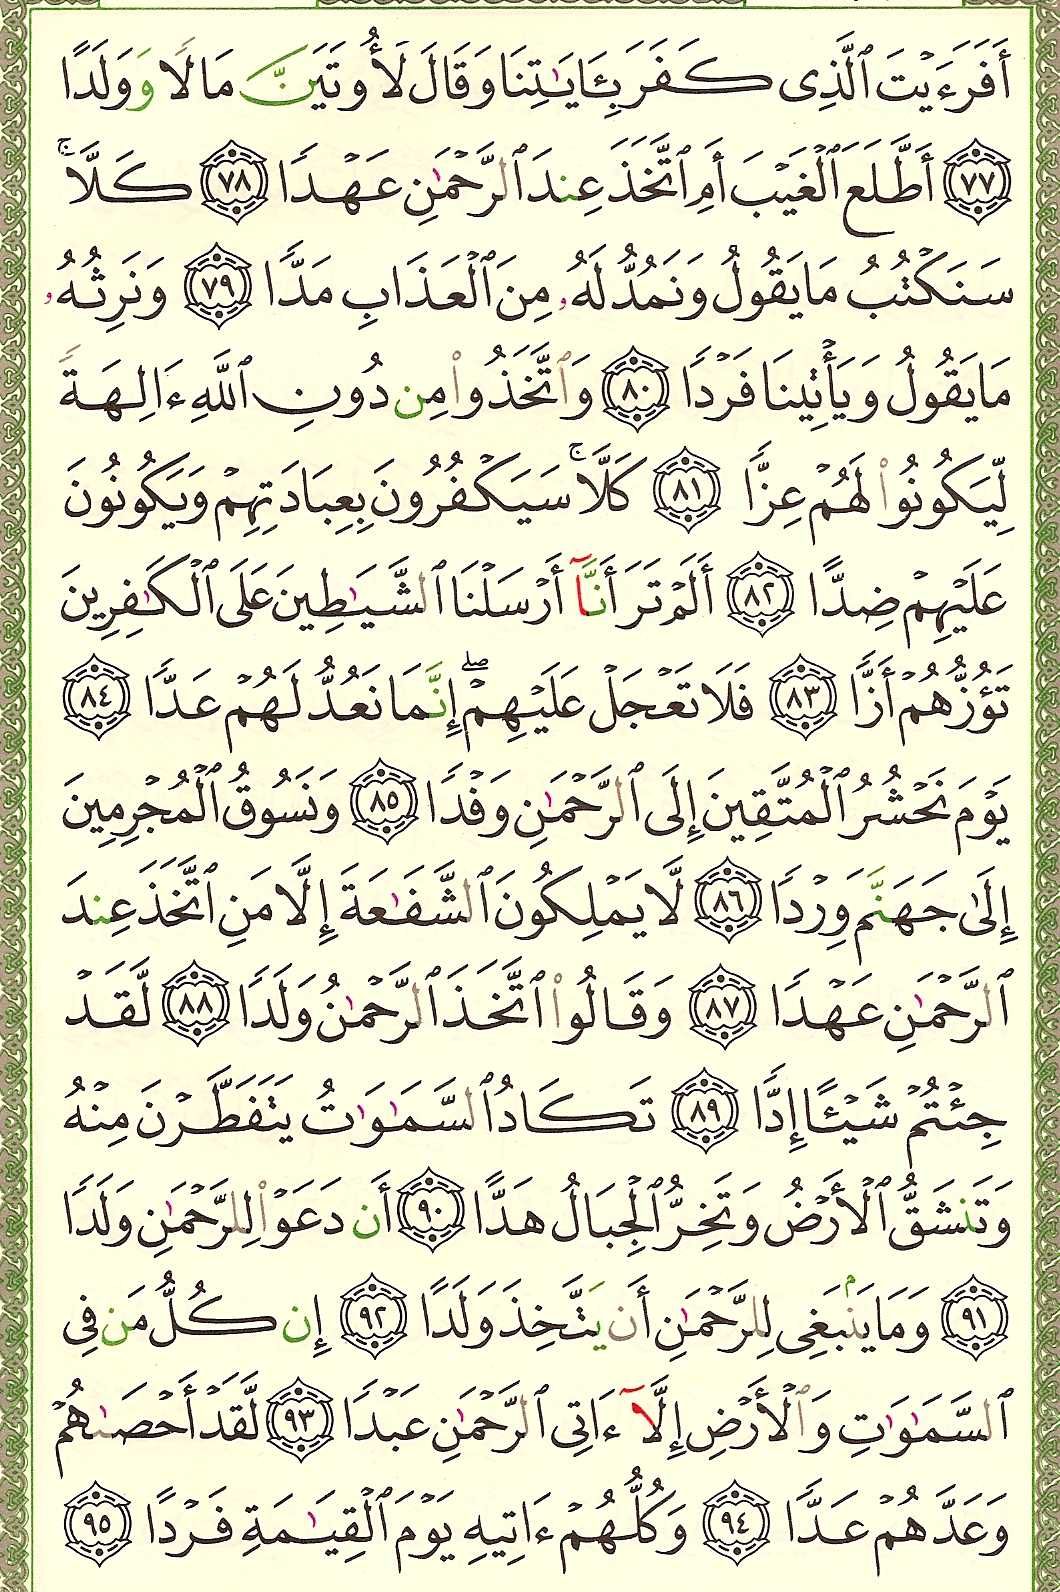 أَفَرَءَيْتَ ٱلَّذِى كَفَرَ بِـَٔايَـٰتِنَا وَقَالَ لَأُوتَيَنَّ مَالًا وَوَلَدًا
٧٧ أَطَّلَعَ ٱلْغَيْبَ أَمِ ٱتَّخَذَ عِندَ ٱلرَّحْمَـٰنِ عَهْدًا ٧٨ كَلَّا ۚ
سَنَكْتُبُ مَا يَقُولُ وَنَمُدُّ لَهُۥ مِنَ ٱلْعَذَابِ مَدًّا ٧٩ وَنَرِثُهُۥ
مَا يَقُولُ وَيَأْتِينَا فَرْدًا ٨٠ وَٱتَّخَذُوا۟ مِن دُونِ ٱللَّهِ ءَالِهَةً
لِّيَكُونُوا۟ لَهُمْ عِزًّا ٨١ كَلَّا ۚ سَيَكْفُرُونَ بِعِبَادَتِهِمْ وَيَكُونُونَ
عَلَيْهِمْ ضِدًّا ٨٢ أَلَمْ تَرَ أَنَّآ أَرْسَلْنَا ٱلشَّيَـٰطِينَ عَلَى ٱلْكَـٰفِرِينَ
تَؤُزُّهُمْ أَزًّا ٨٣ فَلَا تَعْجَلْ عَلَيْهِمْ ۖ إِنَّمَا نَعُدُّ لَهُمْ عَدًّا ٨٤
يَوْمَ نَحْشُرُ ٱلْمُتَّقِينَ إِلَى ٱلرَّحْمَـٰنِ وَفْدًا ٨٥ وَنَسُوقُ ٱلْمُجْرِمِينَ
إِلَىٰ جَهَنَّمَ وِرْدًا ٨٦ لَّا يَمْلِكُونَ ٱلشَّفَـٰعَةَ إِلَّا مَنِ ٱتَّخَذَ عِندَ
ٱلرَّحْمَـٰنِ عَهْدًا ٨٧ وَقَالُوا۟ ٱتَّخَذَ ٱلرَّحْمَـٰنُ وَلَدًا ٨٨ لَّقَدْ
جِئْتُمْ شَيْـًٔا إِدًّا ٨٩ تَكَادُ ٱلسَّمَـٰوَٰتُ يَتَفَطَّرْنَ مِنْهُ
وَتَنشَقُّ ٱلْأَرْضُ وَتَخِرُّ ٱلْجِبَالُ هَدًّا ٩٠ أَن دَعَوْا۟ لِلرَّحْمَـٰنِ وَلَدًا
٩١ وَمَا يَنۢبَغِى لِلرَّحْمَـٰنِ أَن يَتَّخِذَ وَلَدًا ٩٢ إِن كُلُّ مَن فِى
ٱلسَّمَـٰوَٰتِ وَٱلْأَرْضِ إِلَّآ ءَاتِى ٱلرَّحْمَـٰنِ عَبْدًا ٩٣ لَّقَدْ أَحْصَىٰهُمْ
وَعَدَّهُمْ عَدًّا ٩٤ وَكُلُّهُمْ ءَاتِيهِ يَوْمَ ٱلْقِيَـٰمَةِ فَرْدًا ٩٥